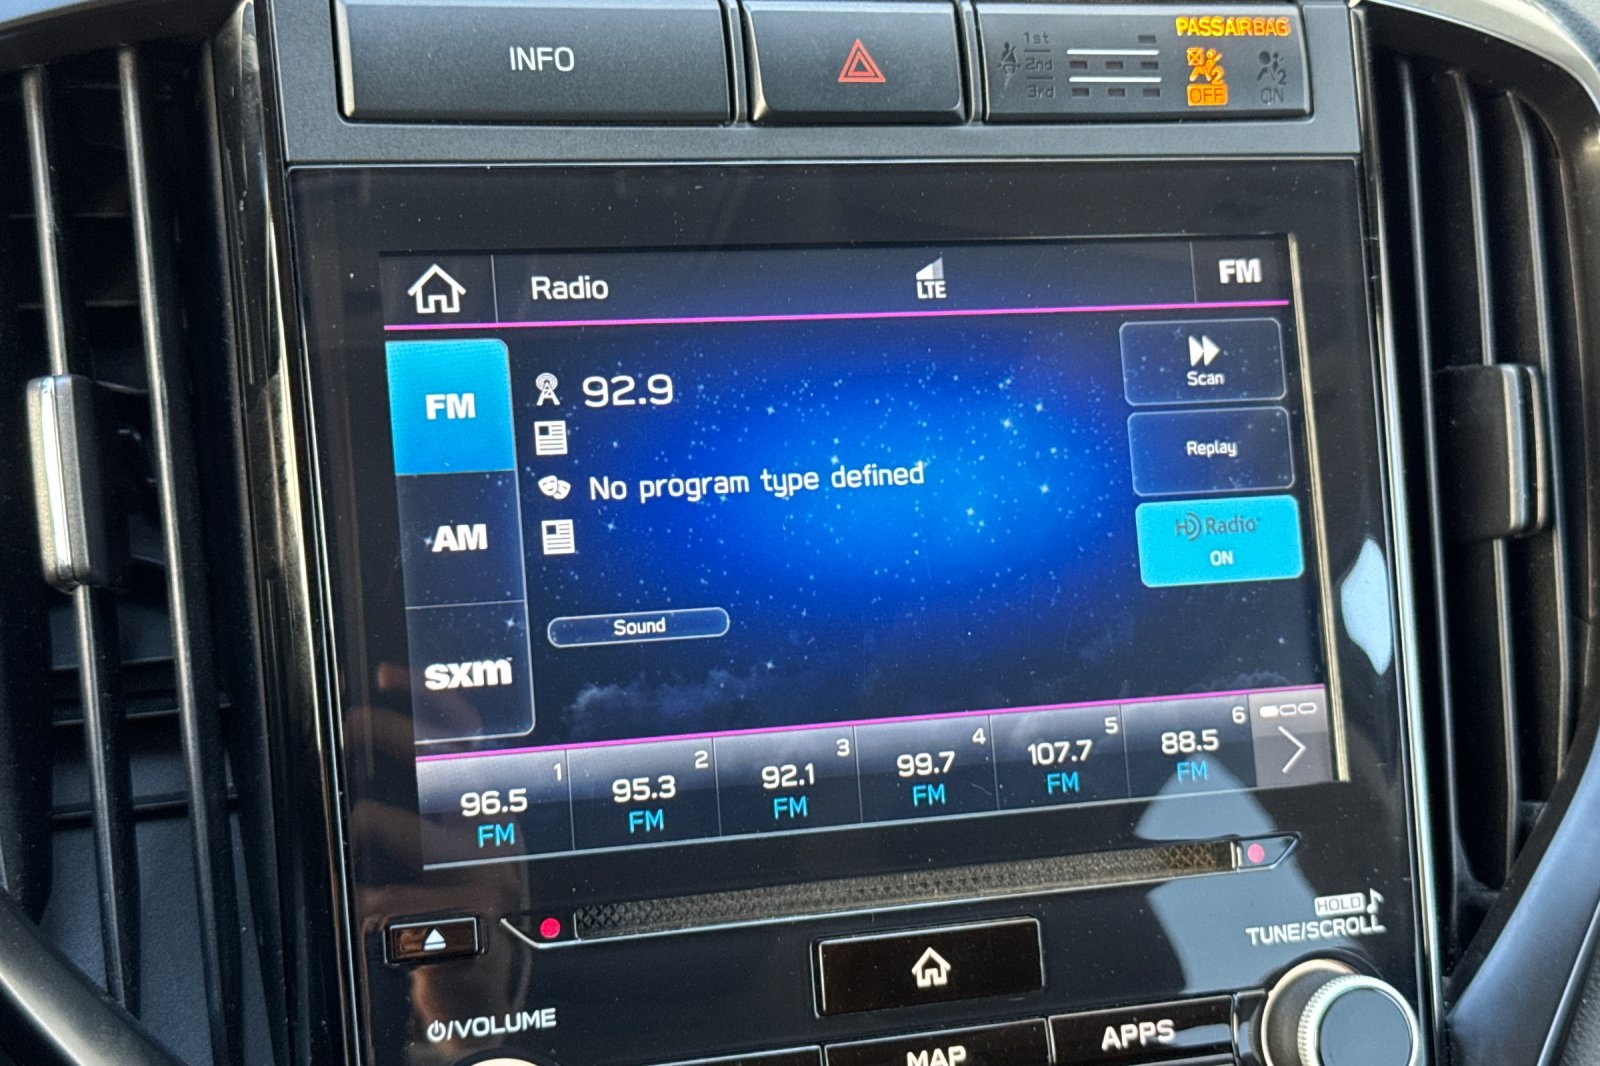 INFO
1st
2nd
3rd
PASSAIRBAG
2
OFF
2
ON
Radio
LTE
FM
FM
AM
sxm
92.9
No program type defined
Sound
Scan
Replay
HD Radio
ON
1
96.5
FM
2
95.3
FM
3
92.1
FM
4
99.7
FM
5
107.7
FM
6
88.5
FM
HOLD
TUNE/SCROLL
/VOLUME
MAP
APPS